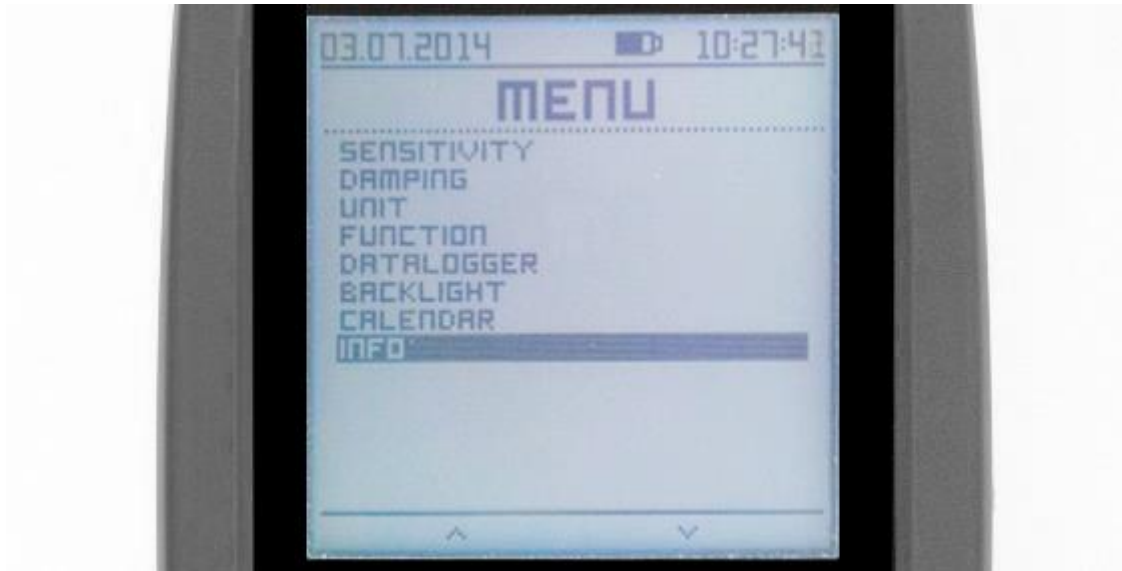 03.07.2014 10:27:41
MENU
SENSITIVITY
DAMPING
UNIT
FUNCTION
DATALOGGER
BACKLIGHT
CALENDAR
INFO